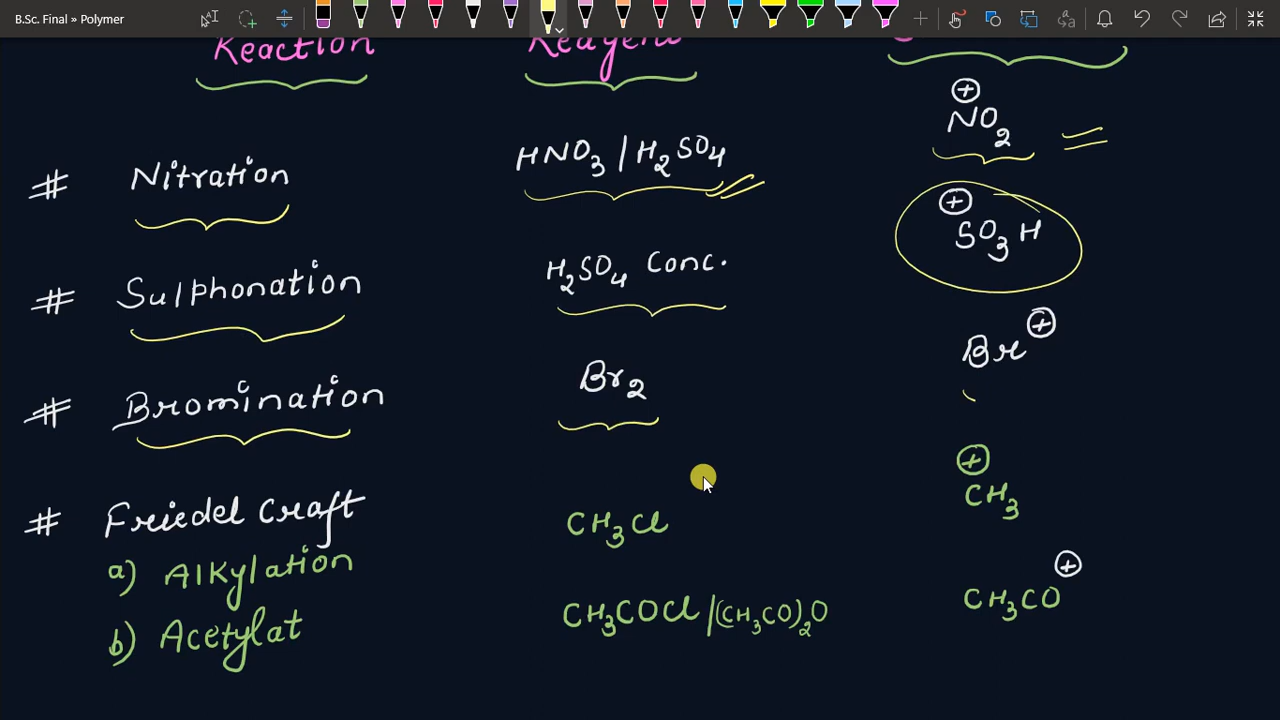 B.Sc. Final » Polymer
Reaction Reagent
# Nitration HNO3 / H2SO4 ⊕NO2
# Sulphonation H2SO4 Conc. ⊕SO3H
# Bromination Br2 Br⊕
# Friedel Craft
a) Alkylation CH3Cl ⊕CH3
b) Acetylat CH3COCl / (CH3CO)2O CH3CO⊕